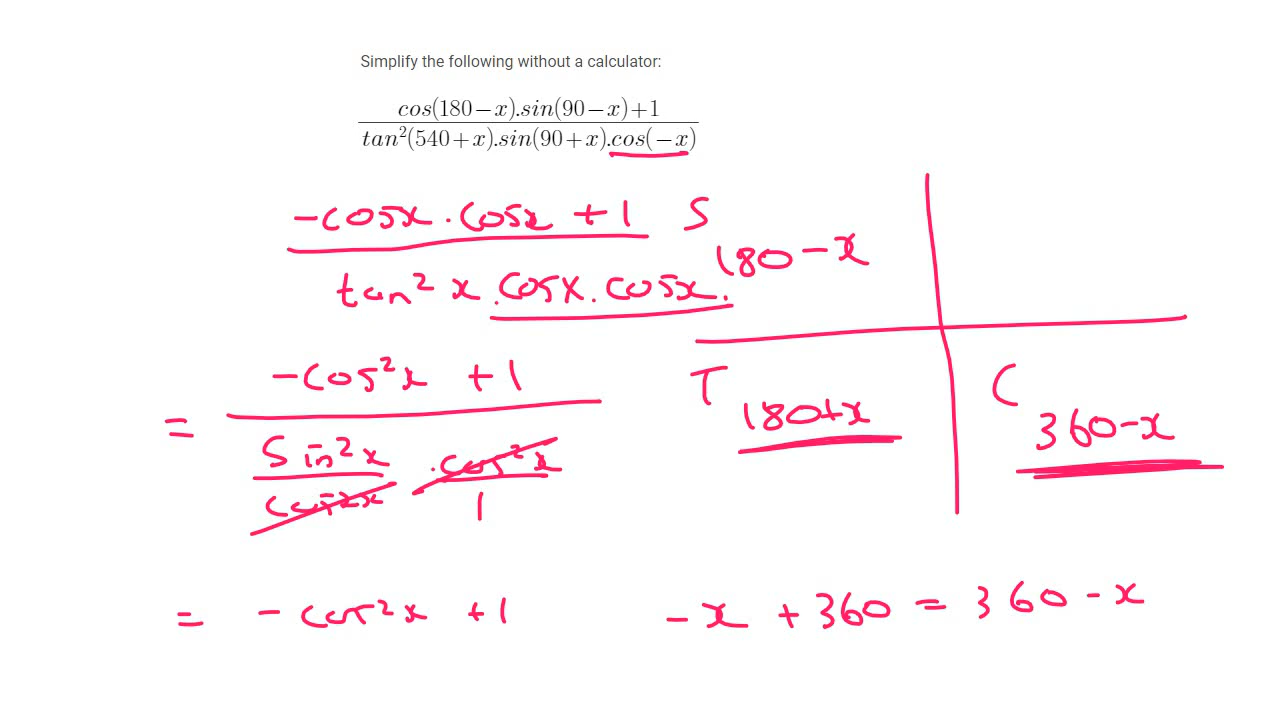 Simplify the following without a calculator:
cos(180−x).sin(90−x)+1
tan²(540+x).sin(90+x).cos(−x)
-cosx . cosx + 1
tan² x .cosx. cosx.
S
180 - x
-cos²x + 1
=
Sin²x .cos²x
cos²x 1
T
180+x
C
360-x
= - cos²x + 1
- x + 360 = 360 - x